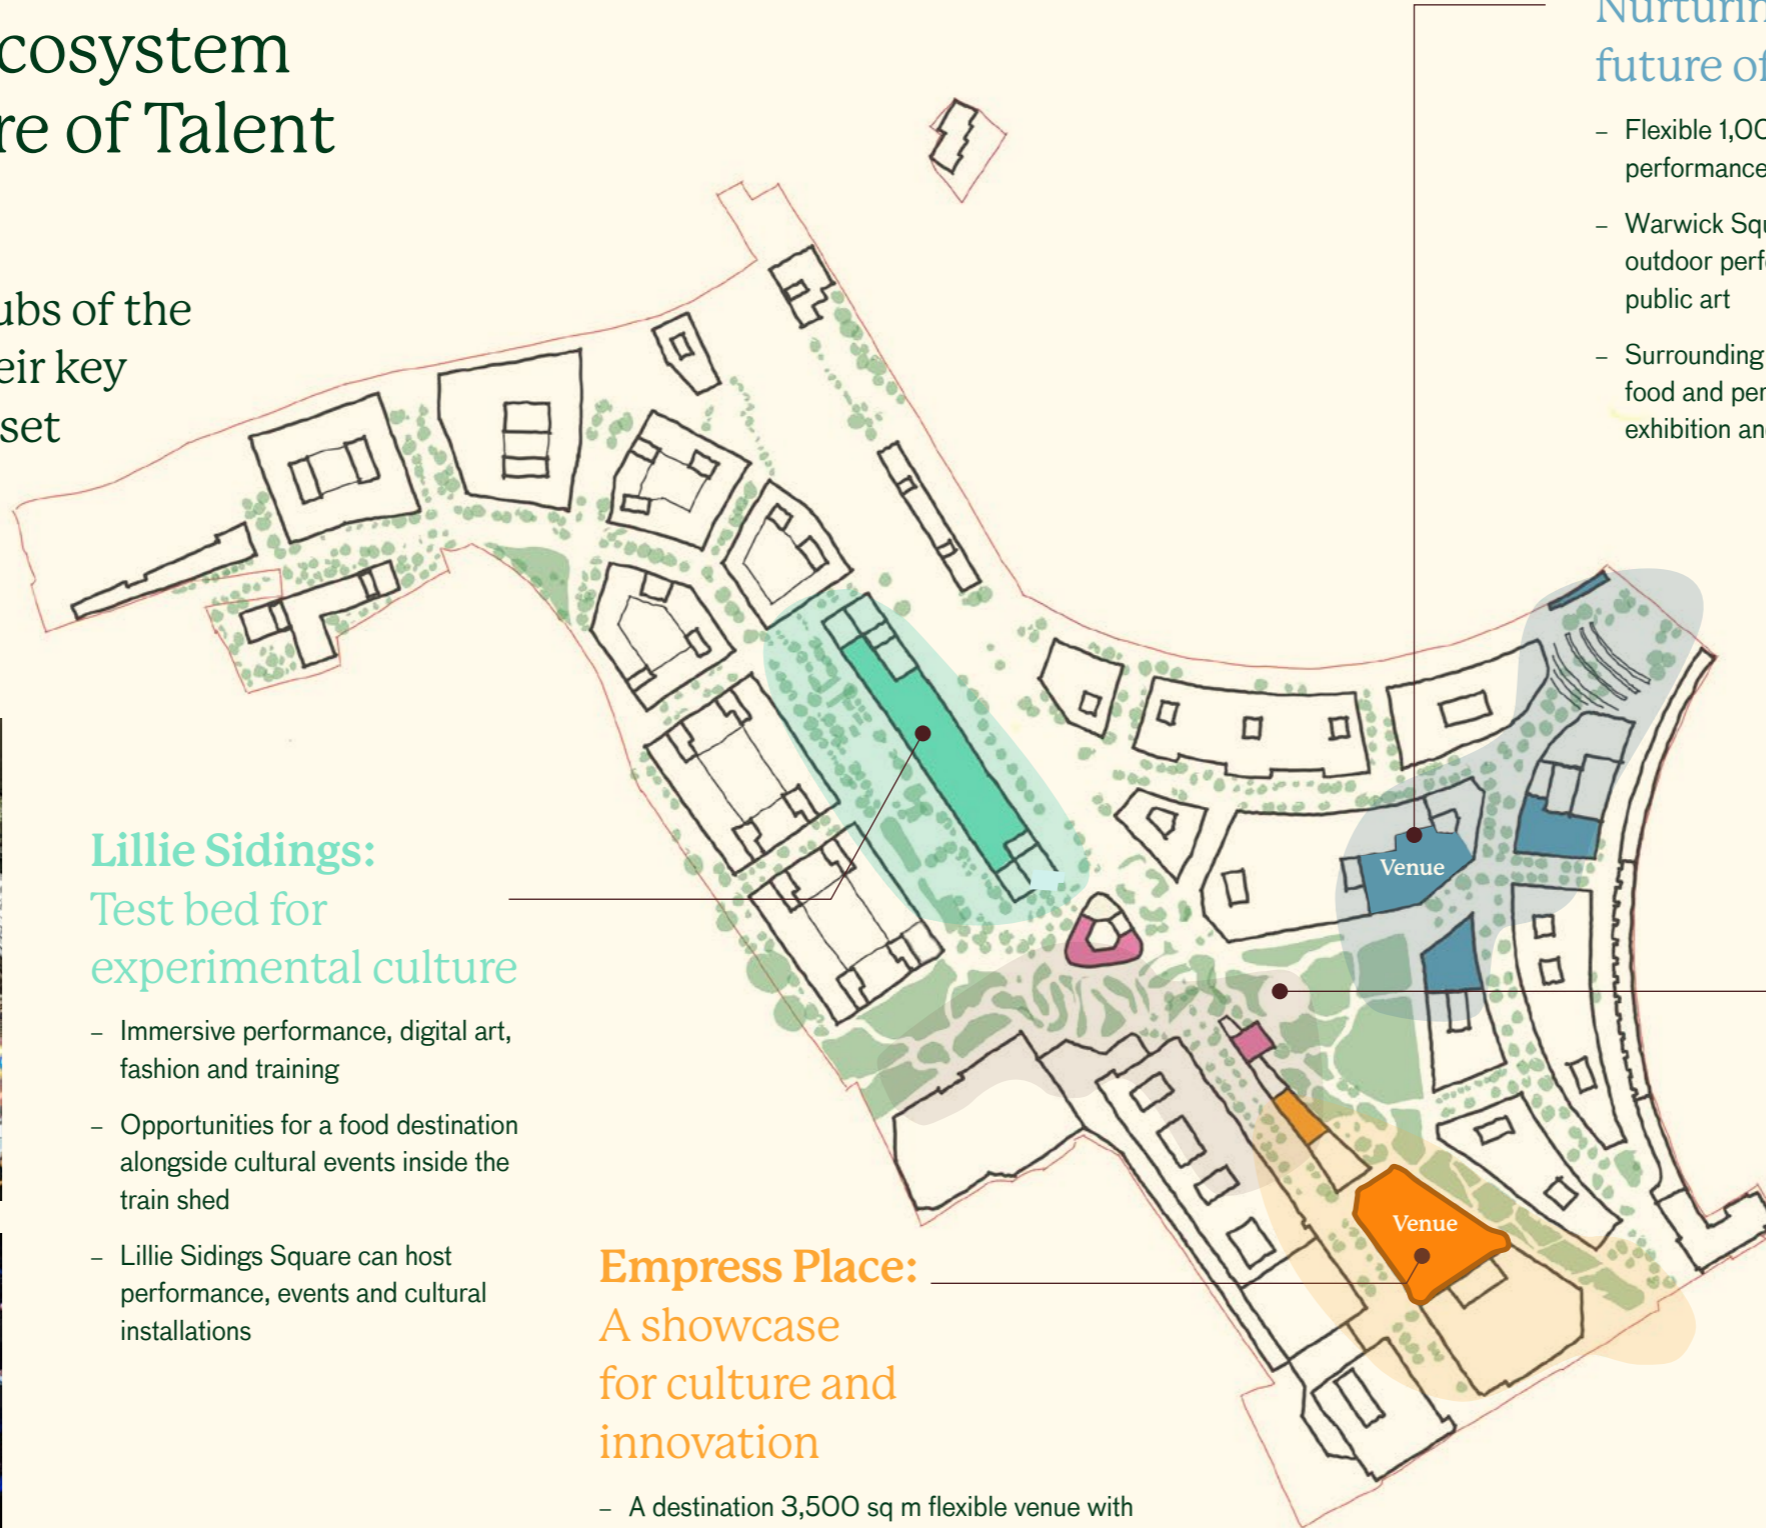 cosystem
re of Talent
ubs of the
eir key
set
Nurturin
future of
– Flexible 1,00
performance
– Warwick Squ
outdoor perf
public art
– Surrounding
food and per
exhibition an
Venue
Lillie Sidings:
Test bed for
experimental culture
– Immersive performance, digital art,
fashion and training
– Opportunities for a food destination
alongside cultural events inside the
train shed
– Lillie Sidings Square can host
performance, events and cultural
installations
Venue
Empress Place:
A showcase
for culture and
innovation
– A destination 3,500 sq m flexible venue with